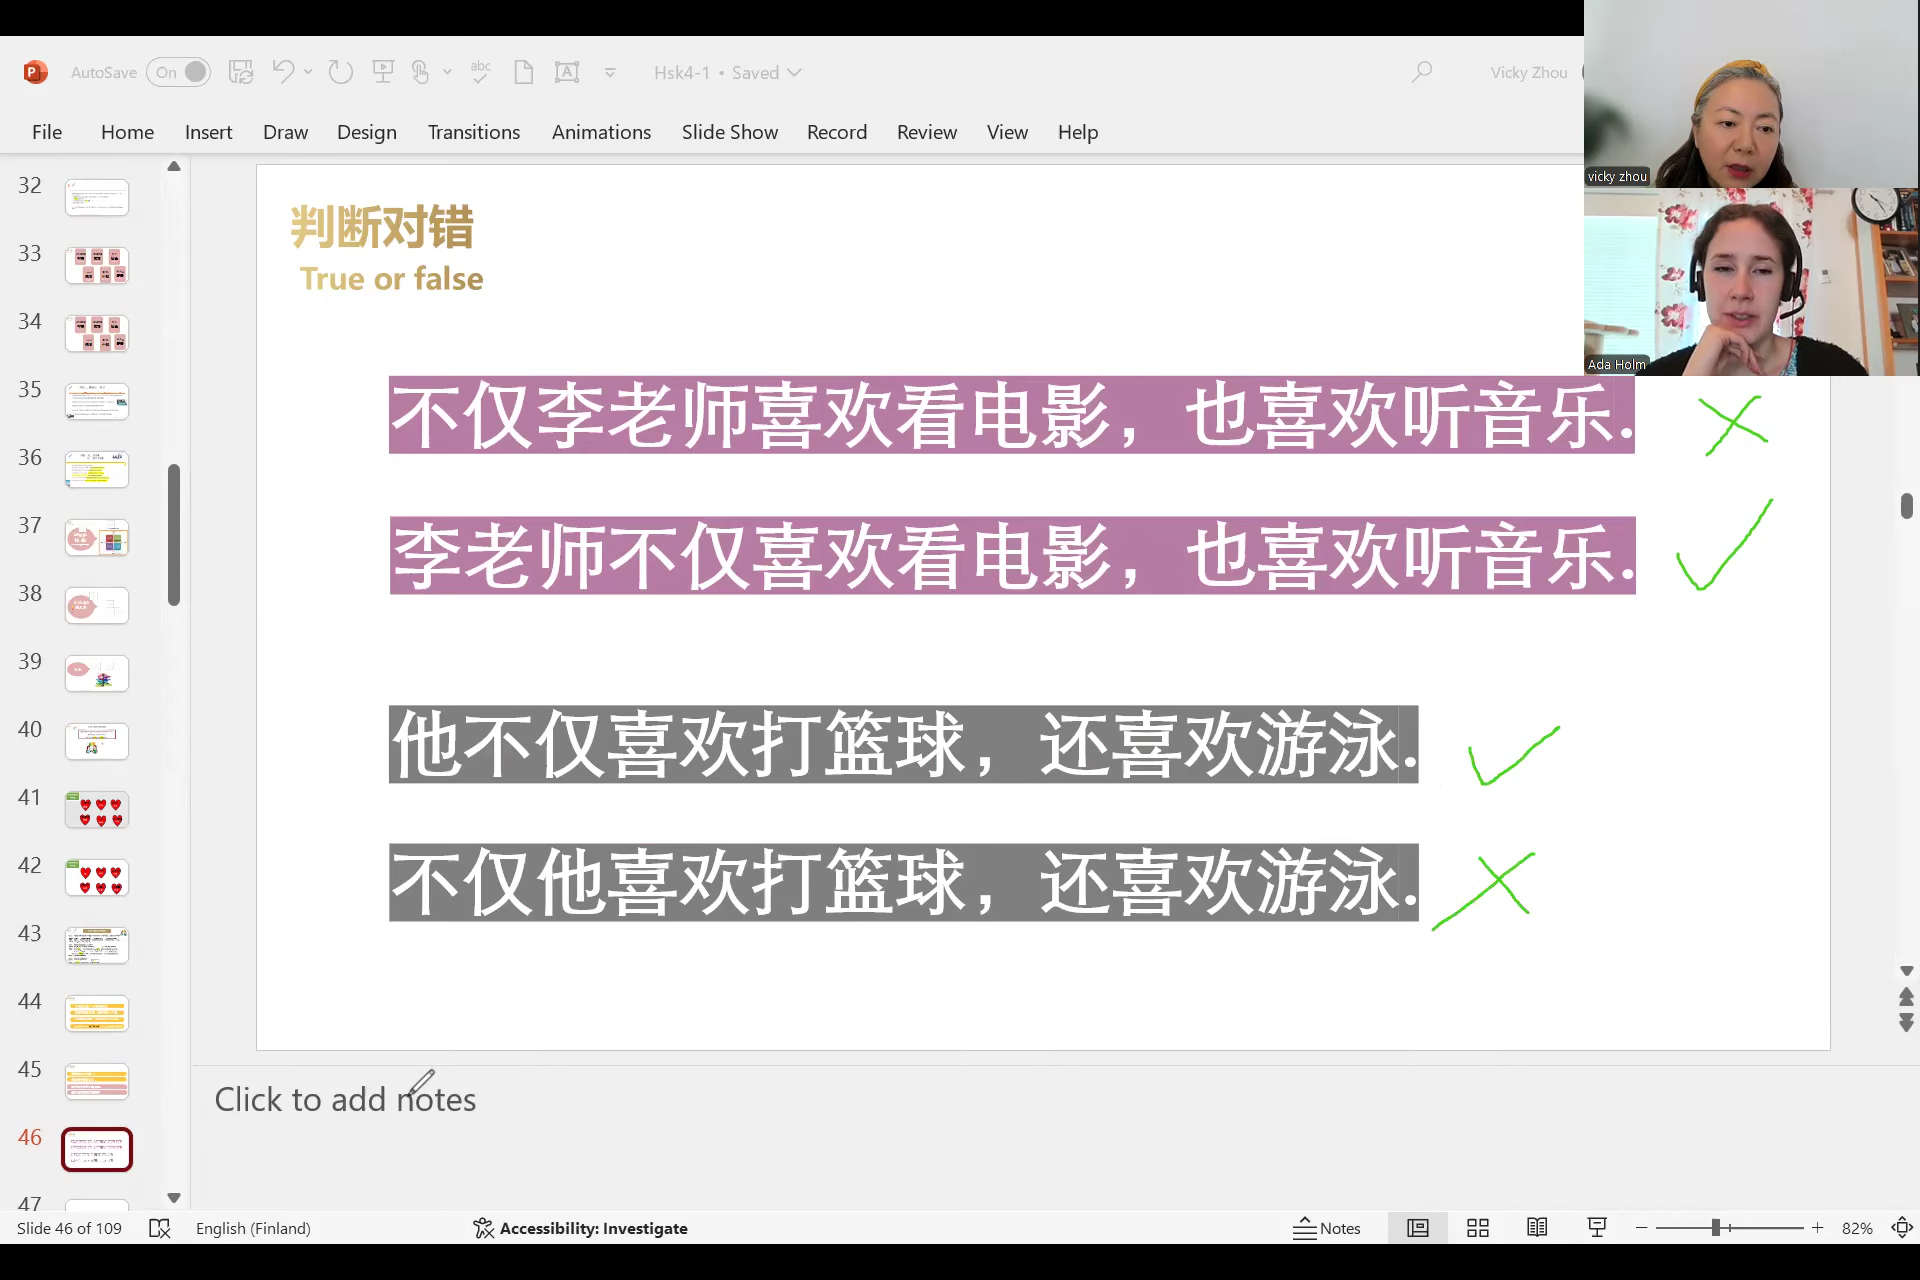 AutoSave On Hsk4-1 • Saved Vicky Zhou
File Home Insert Draw Design Transitions Animations Slide Show Record Review View Help
vicky zhou
Ada Holm
32
33
34
35
36
37
38
39
40
41
42
43
44
45
46
47
判断对错
True or false
不仅李老师喜欢看电影，也喜欢听音乐.
李老师不仅喜欢看电影，也喜欢听音乐.
他不仅喜欢打篮球，还喜欢游泳.
不仅他喜欢打篮球，还喜欢游泳.
Click to add notes
Slide 46 of 109 English (Finland) Accessibility: Investigate Notes 82%